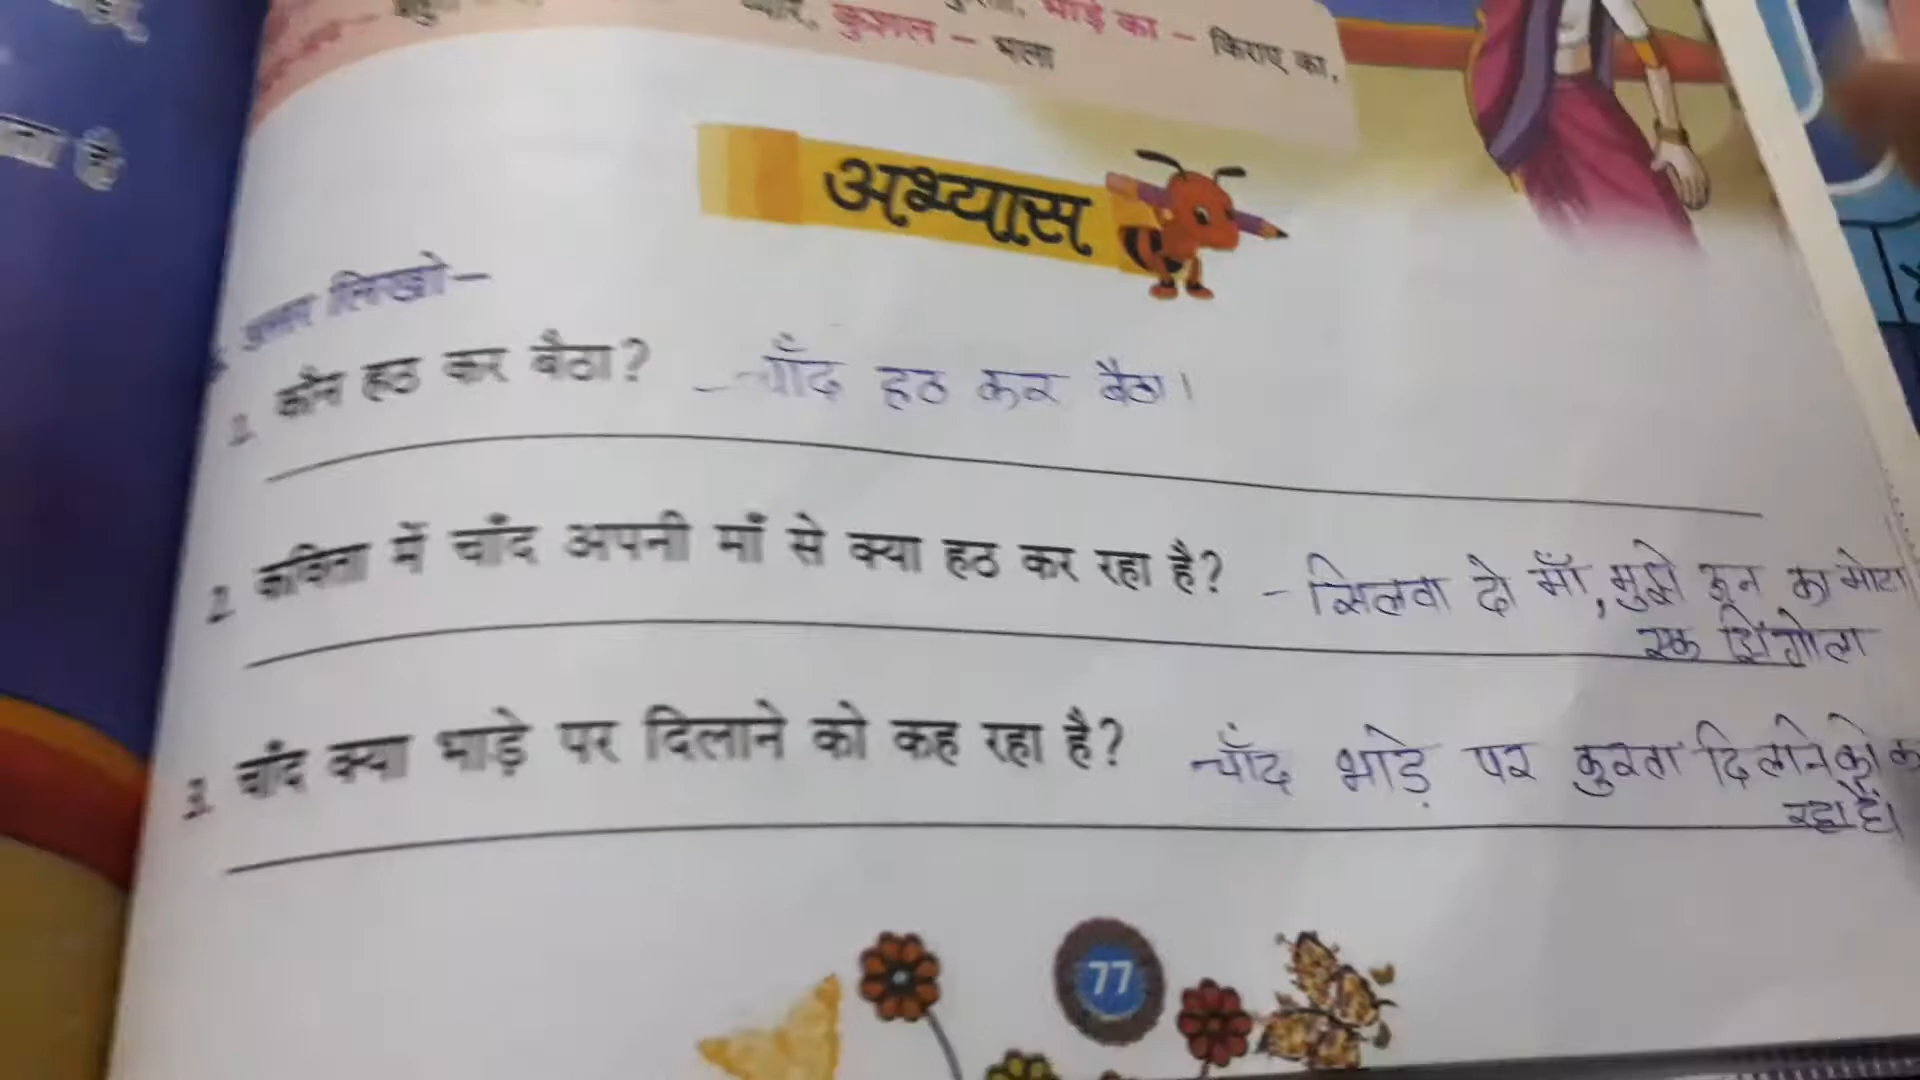 कुशल – भला
भाड़े का – किराए का,
अभ्यास
उत्तर लिखो–
1. कौन हठ कर बैठा? – चाँद हठ कर बैठा।
2. कविता में चाँद अपनी माँ से क्या हठ कर रहा है? – सिलवा दो माँ, मुझे ऊन का मोटा
एक झिंगोला
3. चाँद क्या भाड़े पर दिलाने को कह रहा है? चाँद भाड़े पर कुरता दिलाने को क
रहा है।
77